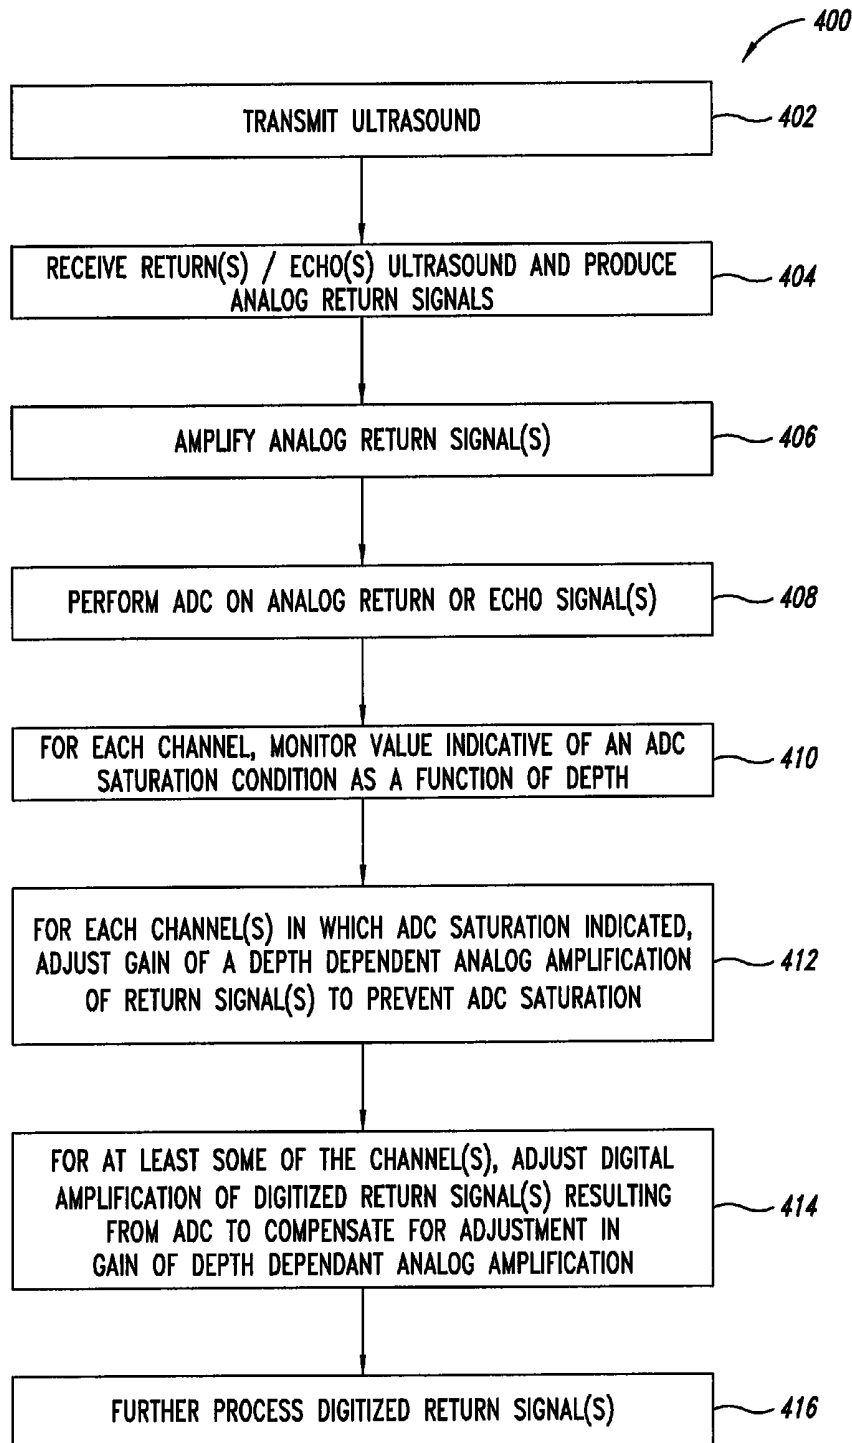 400
TRANSMIT ULTRASOUND
402
RECEIVE RETURN(S) / ECHO(S) ULTRASOUND AND PRODUCE
ANALOG RETURN SIGNALS
404
AMPLIFY ANALOG RETURN SIGNAL(S)
406
PERFORM ADC ON ANALOG RETURN OR ECHO SIGNAL(S)
408
FOR EACH CHANNEL, MONITOR VALUE INDICATIVE OF AN ADC
SATURATION CONDITION AS A FUNCTION OF DEPTH
410
FOR EACH CHANNEL(S) IN WHICH ADC SATURATION INDICATED,
ADJUST GAIN OF A DEPTH DEPENDENT ANALOG AMPLIFICATION
OF RETURN SIGNAL(S) TO PREVENT ADC SATURATION
412
FOR AT LEAST SOME OF THE CHANNEL(S), ADJUST DIGITAL
AMPLIFICATION OF DIGITIZED RETURN SIGNAL(S) RESULTING
FROM ADC TO COMPENSATE FOR ADJUSTMENT IN
GAIN OF DEPTH DEPENDANT ANALOG AMPLIFICATION
414
FURTHER PROCESS DIGITIZED RETURN SIGNAL(S)
416